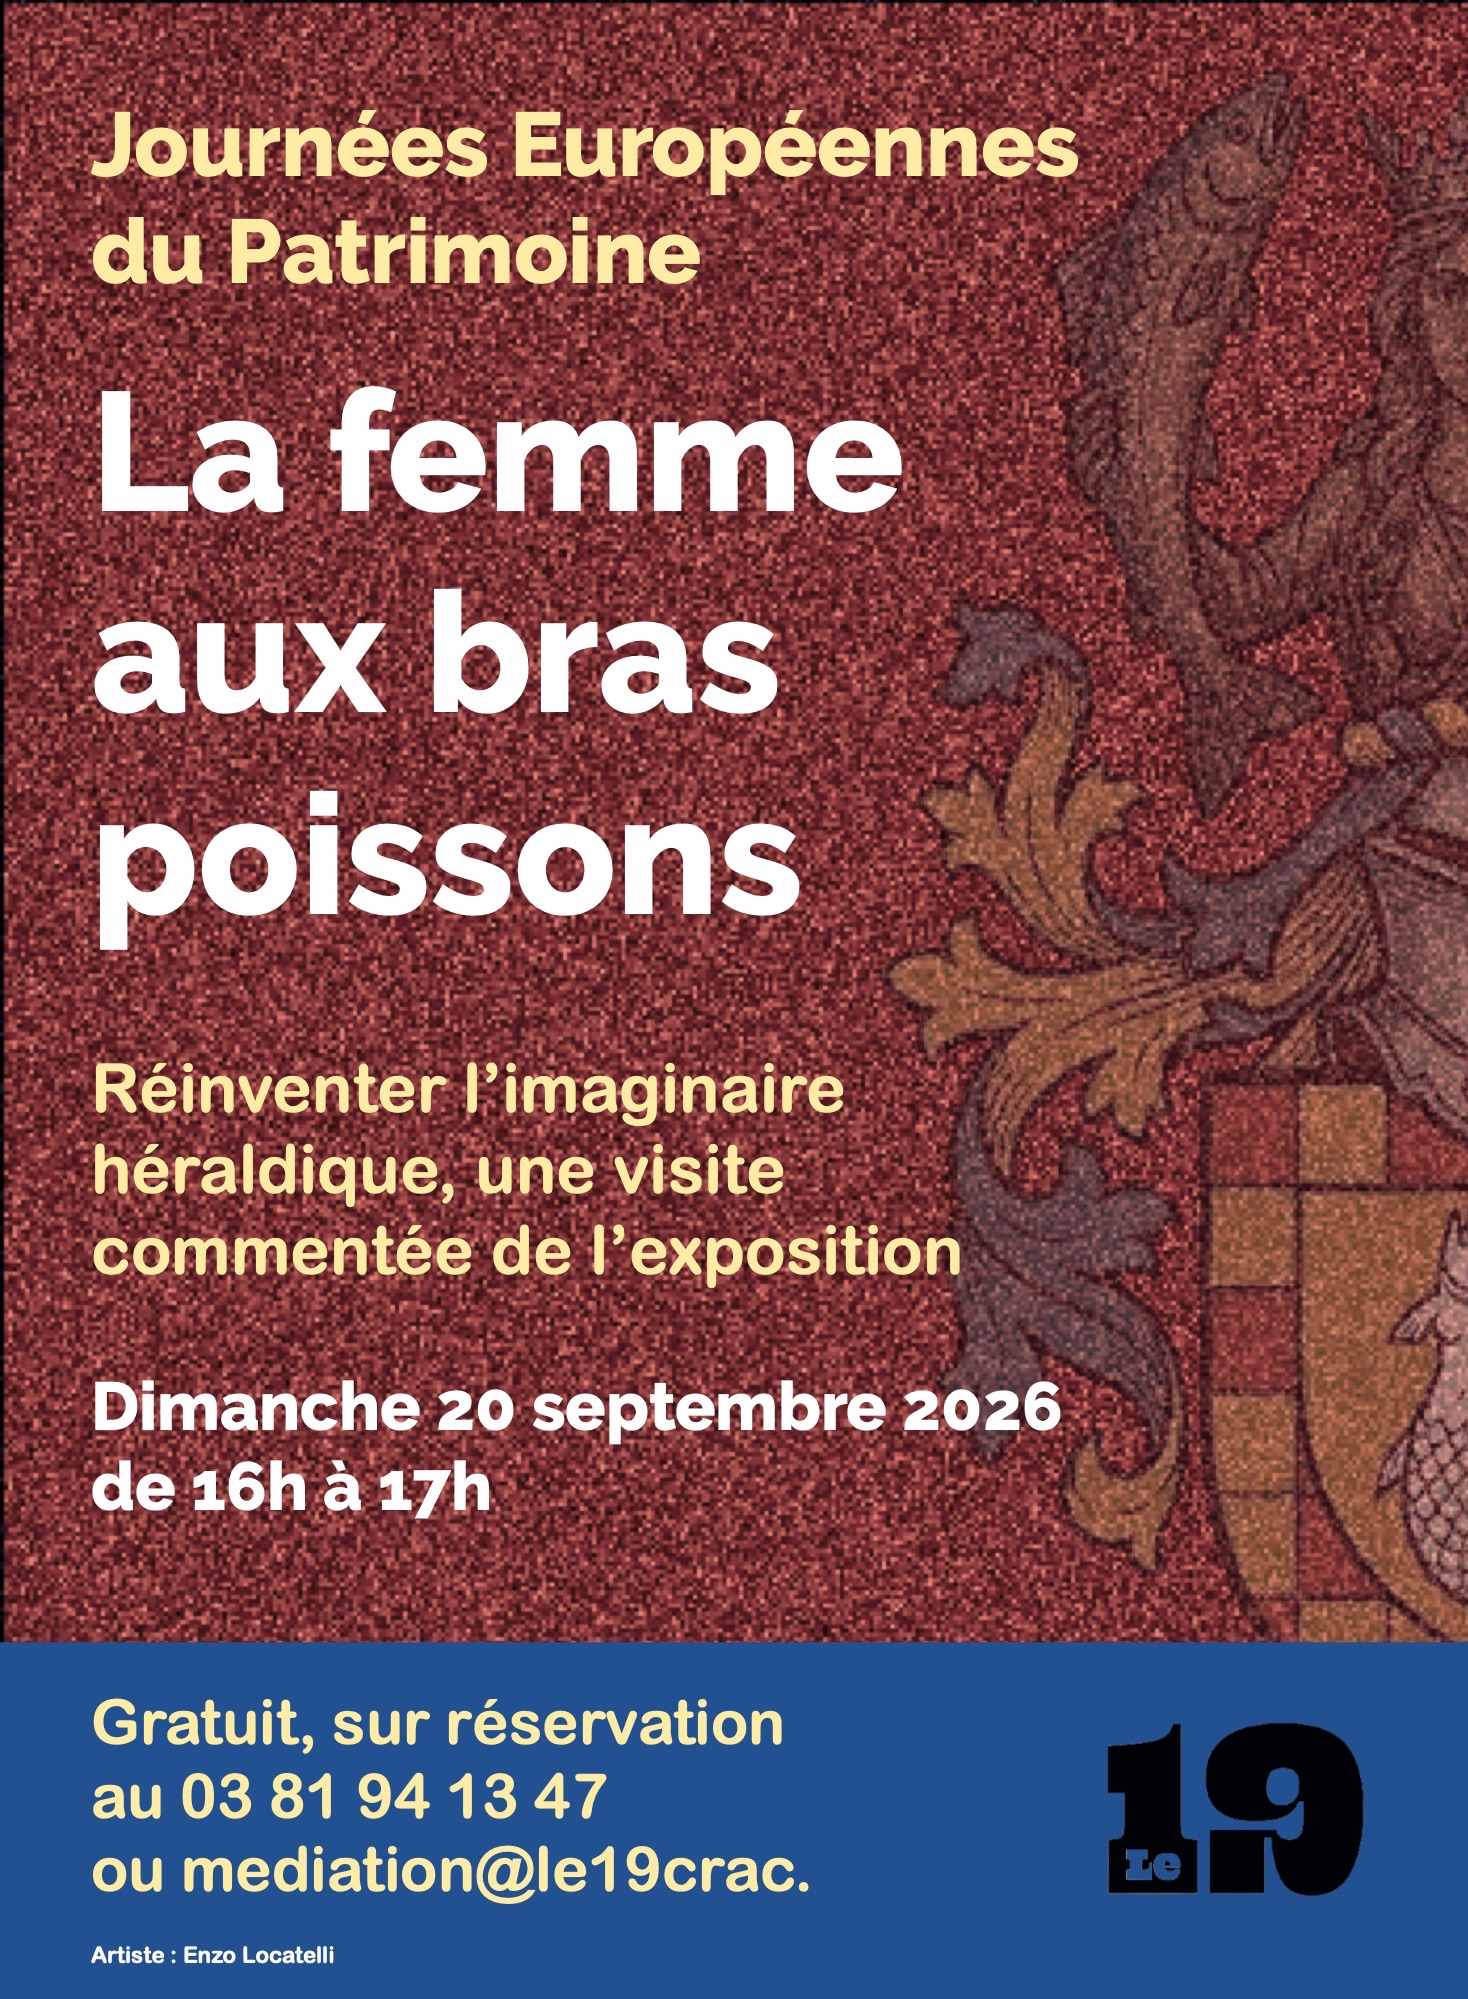 Journées Européennes
du Patrimoine
La femme
aux bras
poissons
Réinventer l’imaginaire
héraldique, une visite
commentée de l’exposition
Dimanche 20 septembre 2026
de 16h à 17h
Gratuit, sur réservation
au 03 81 94 13 47
ou mediation@le19crac.
Artiste : Enzo Locatelli
19
Le